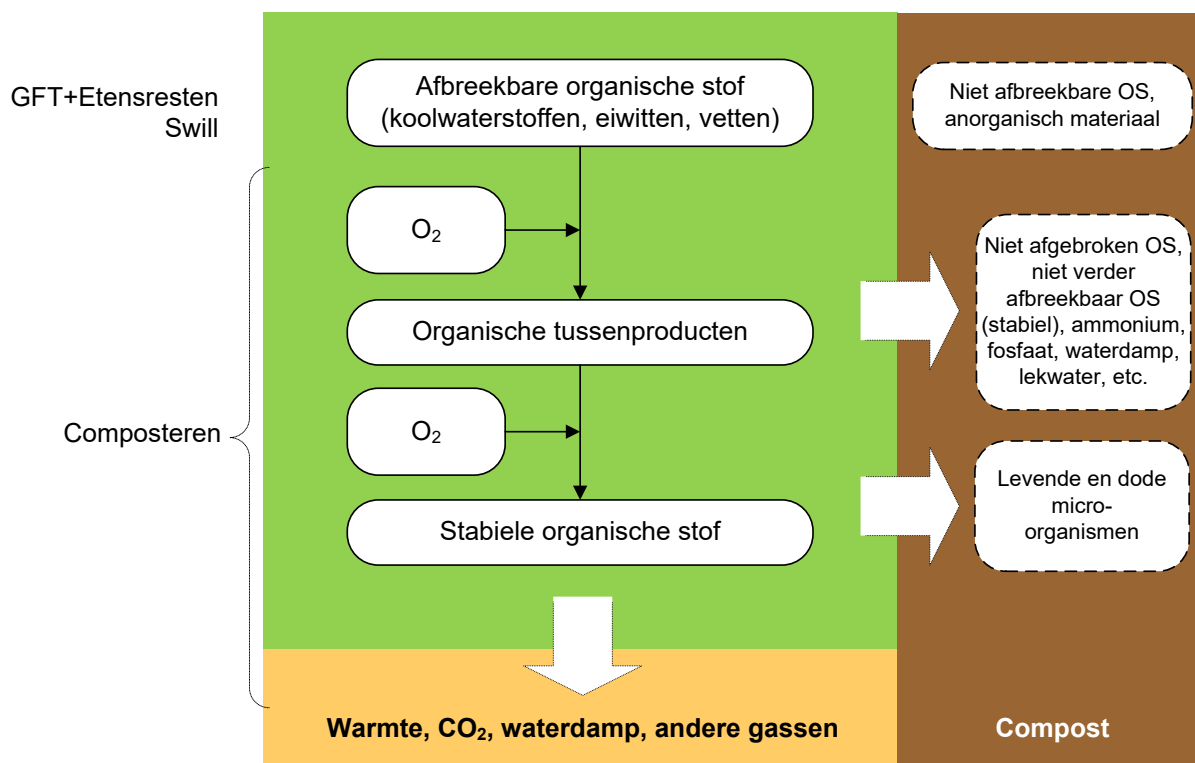 GFT+Etensresten
Swill
Afbreekbare organische stof
(koolwaterstoffen, eiwitten, vetten)
Niet afbreekbare OS,
anorganisch materiaal
O₂
Niet afgebroken OS,
niet verder
afbreekbaar OS
(stabiel), ammonium,
fosfaat, waterdamp,
lekwater, etc.
Organische tussenproducten
Composteren
O₂
Stabiele organische stof
Levende en dode
micro-
organismen
Warmte, CO₂, waterdamp, andere gassen
Compost